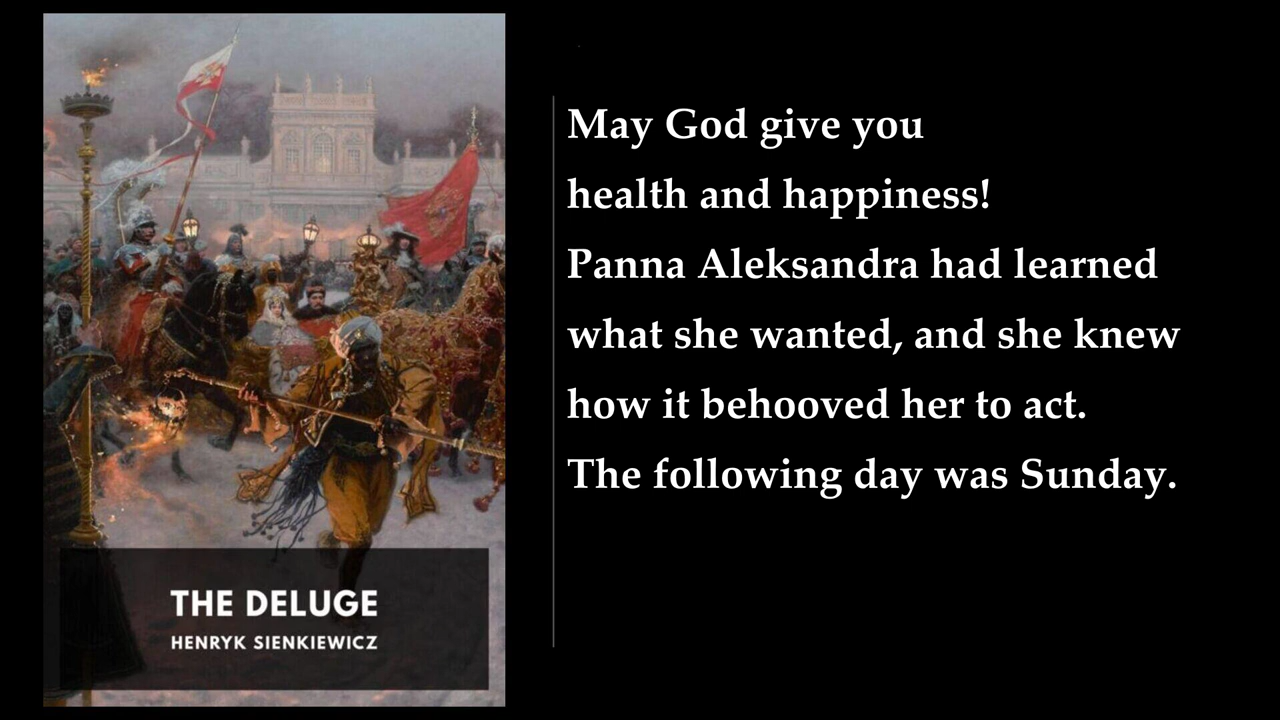 May God give you
health and happiness!
Panna Aleksandra had learned
what she wanted, and she knew
how it behooved her to act.
The following day was Sunday.
THE DELUGE
HENRYK SIENKIEWICZ